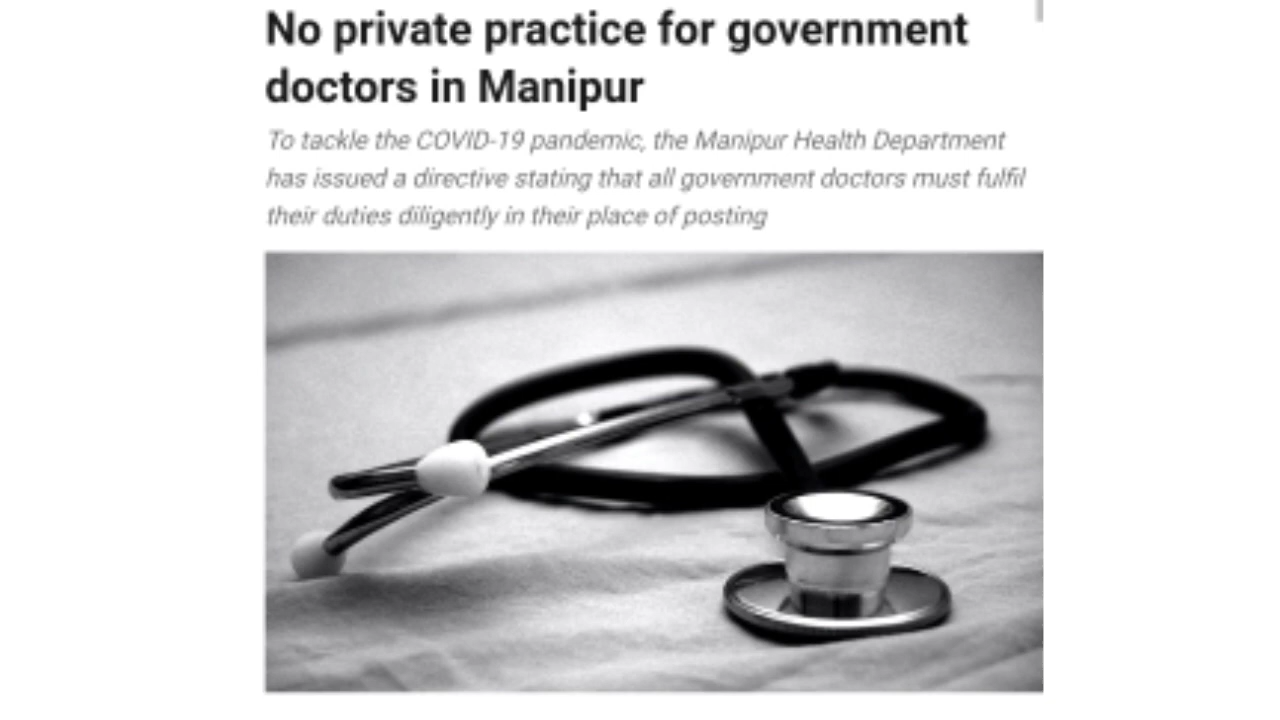 No private practice for government
doctors in Manipur
To tackle the COVID-19 pandemic, the Manipur Health Department
has issued a directive stating that all government doctors must fulfil
their duties diligently in their place of posting